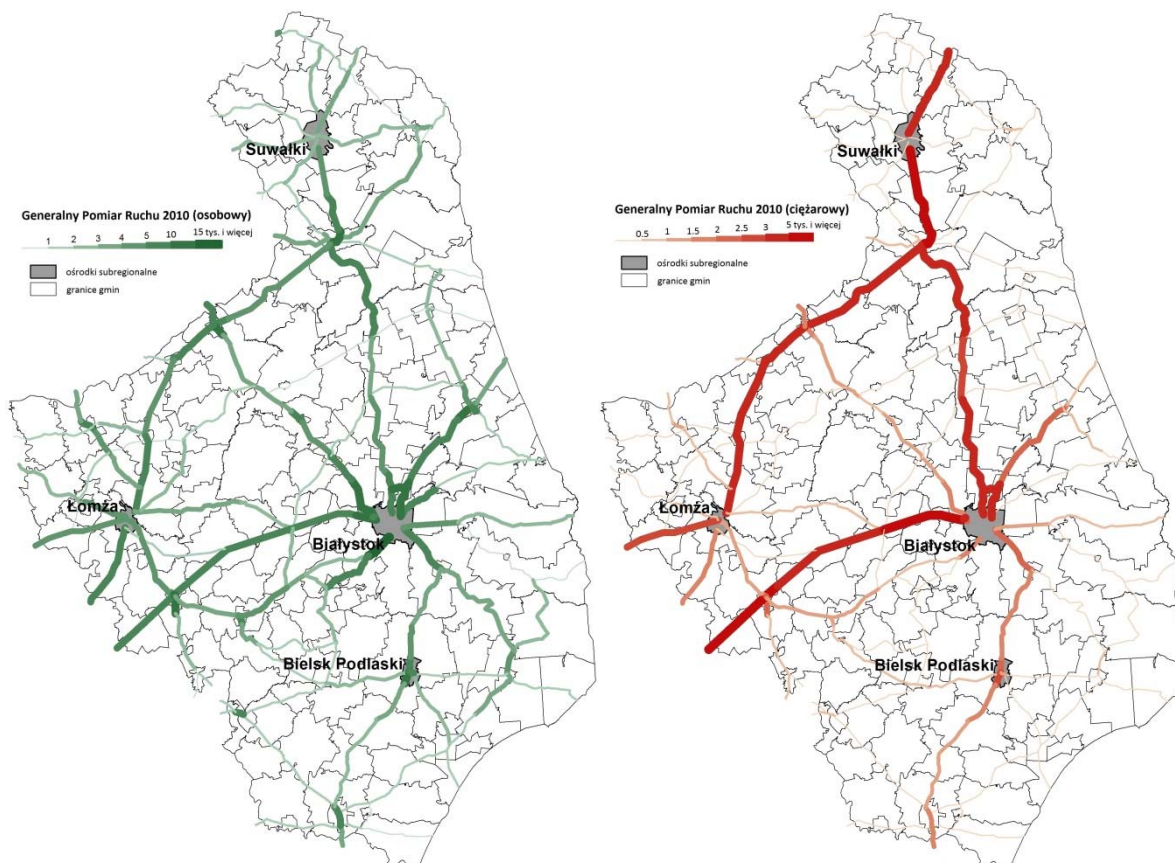 Suwałki
Generalny Pomiar Ruchu 2010 (osobowy)
1 2 3 4 5 10 15 tys. i więcej
ośrodki subregionalne
granice gmin
Łomża
Białystok
Bielsk Podlaski
Suwałki
Generalny Pomiar Ruchu 2010 (ciężarowy)
0.5 1 1.5 2 2.5 3 5 tys. i więcej
ośrodki subregionalne
granice gmin
Łomża
Białystok
Bielsk Podlaski